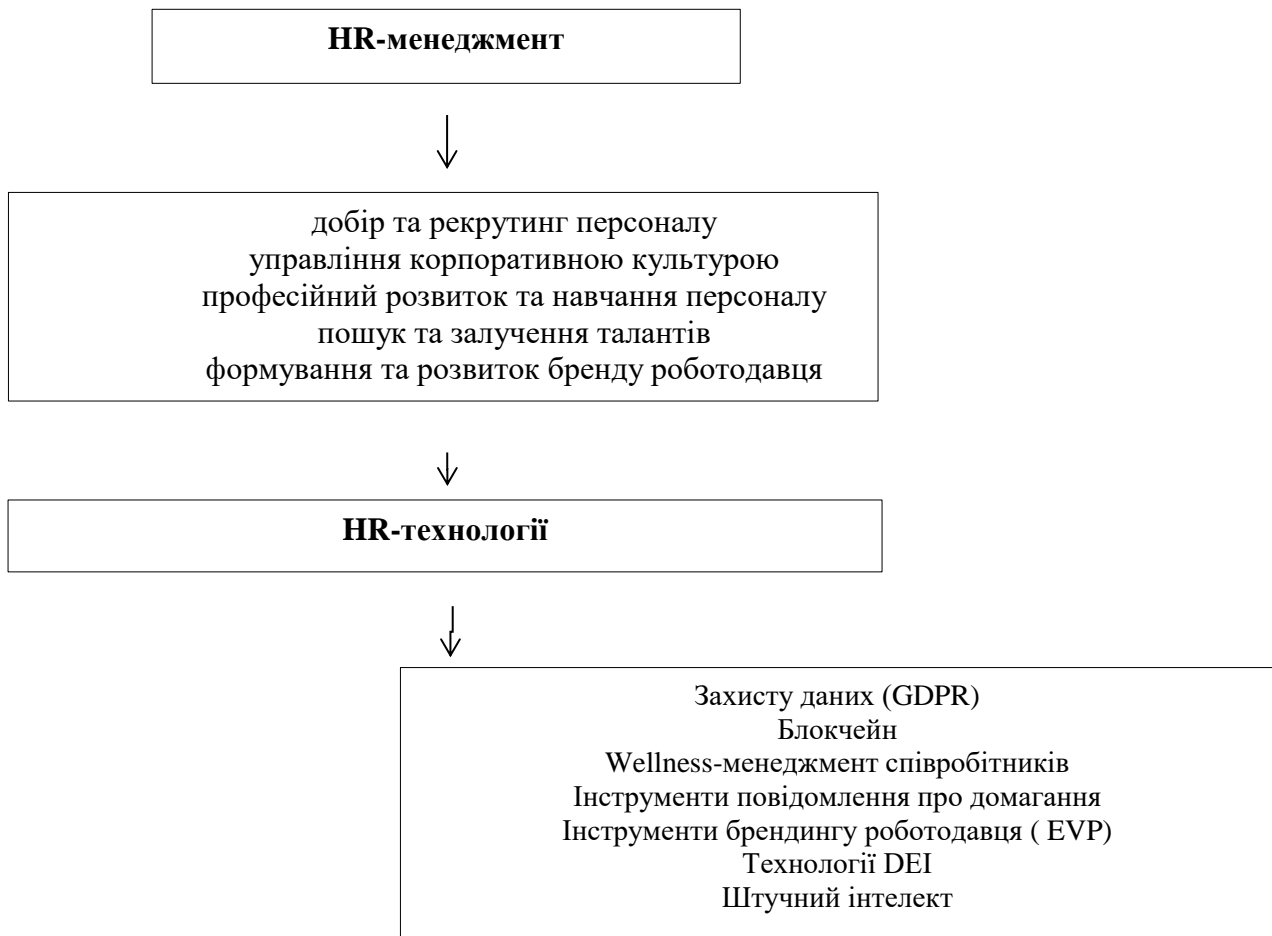 HR-менеджмент
добір та рекрутинг персоналу
управління корпоративною культурою
професійний розвиток та навчання персоналу
пошук та залучення талантів
формування та розвиток бренду роботодавця
HR-технології
Захисту даних (GDPR)
Блокчейн
Wellness-менеджмент співробітників
Інструменти повідомлення про домагання
Інструменти брендингу роботодавця ( EVP)
Технології DEI
Штучний інтелект